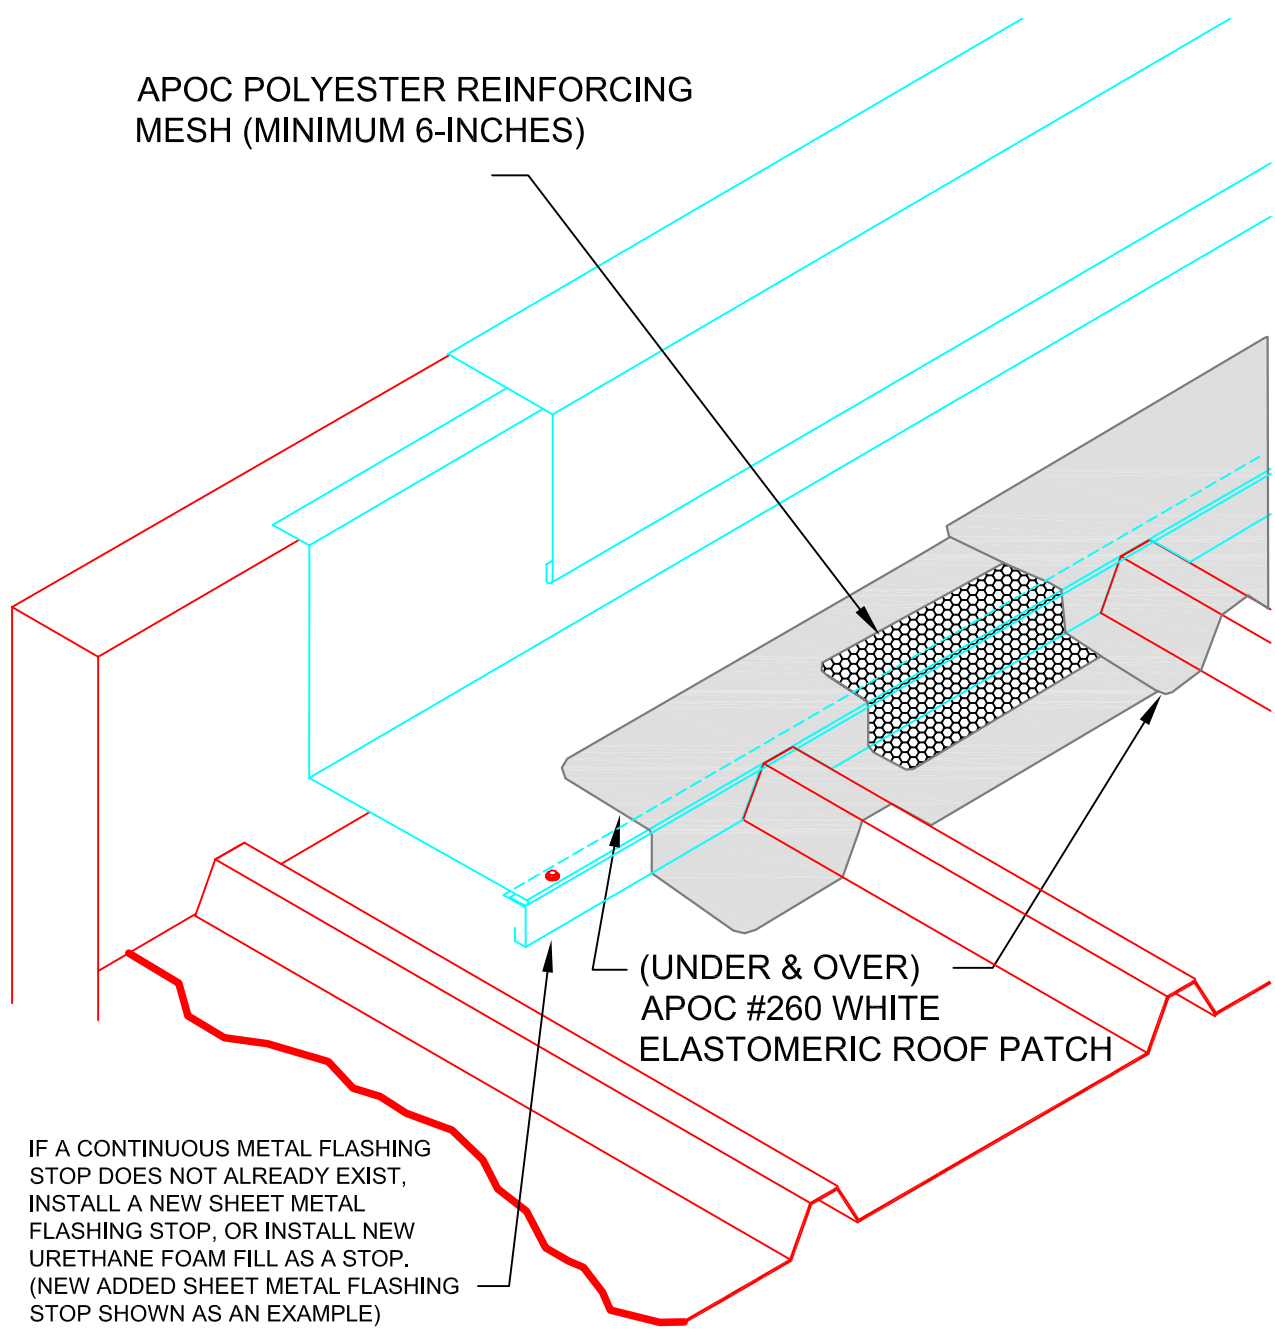 APOC POLYESTER REINFORCING
MESH (MINIMUM 6-INCHES)
(UNDER & OVER)
APOC #260 WHITE
ELASTOMERIC ROOF PATCH
IF A CONTINUOUS METAL FLASHING
STOP DOES NOT ALREADY EXIST,
INSTALL A NEW SHEET METAL
FLASHING STOP, OR INSTALL NEW
URETHANE FOAM FILL AS A STOP.
(NEW ADDED SHEET METAL FLASHING
STOP SHOWN AS AN EXAMPLE)